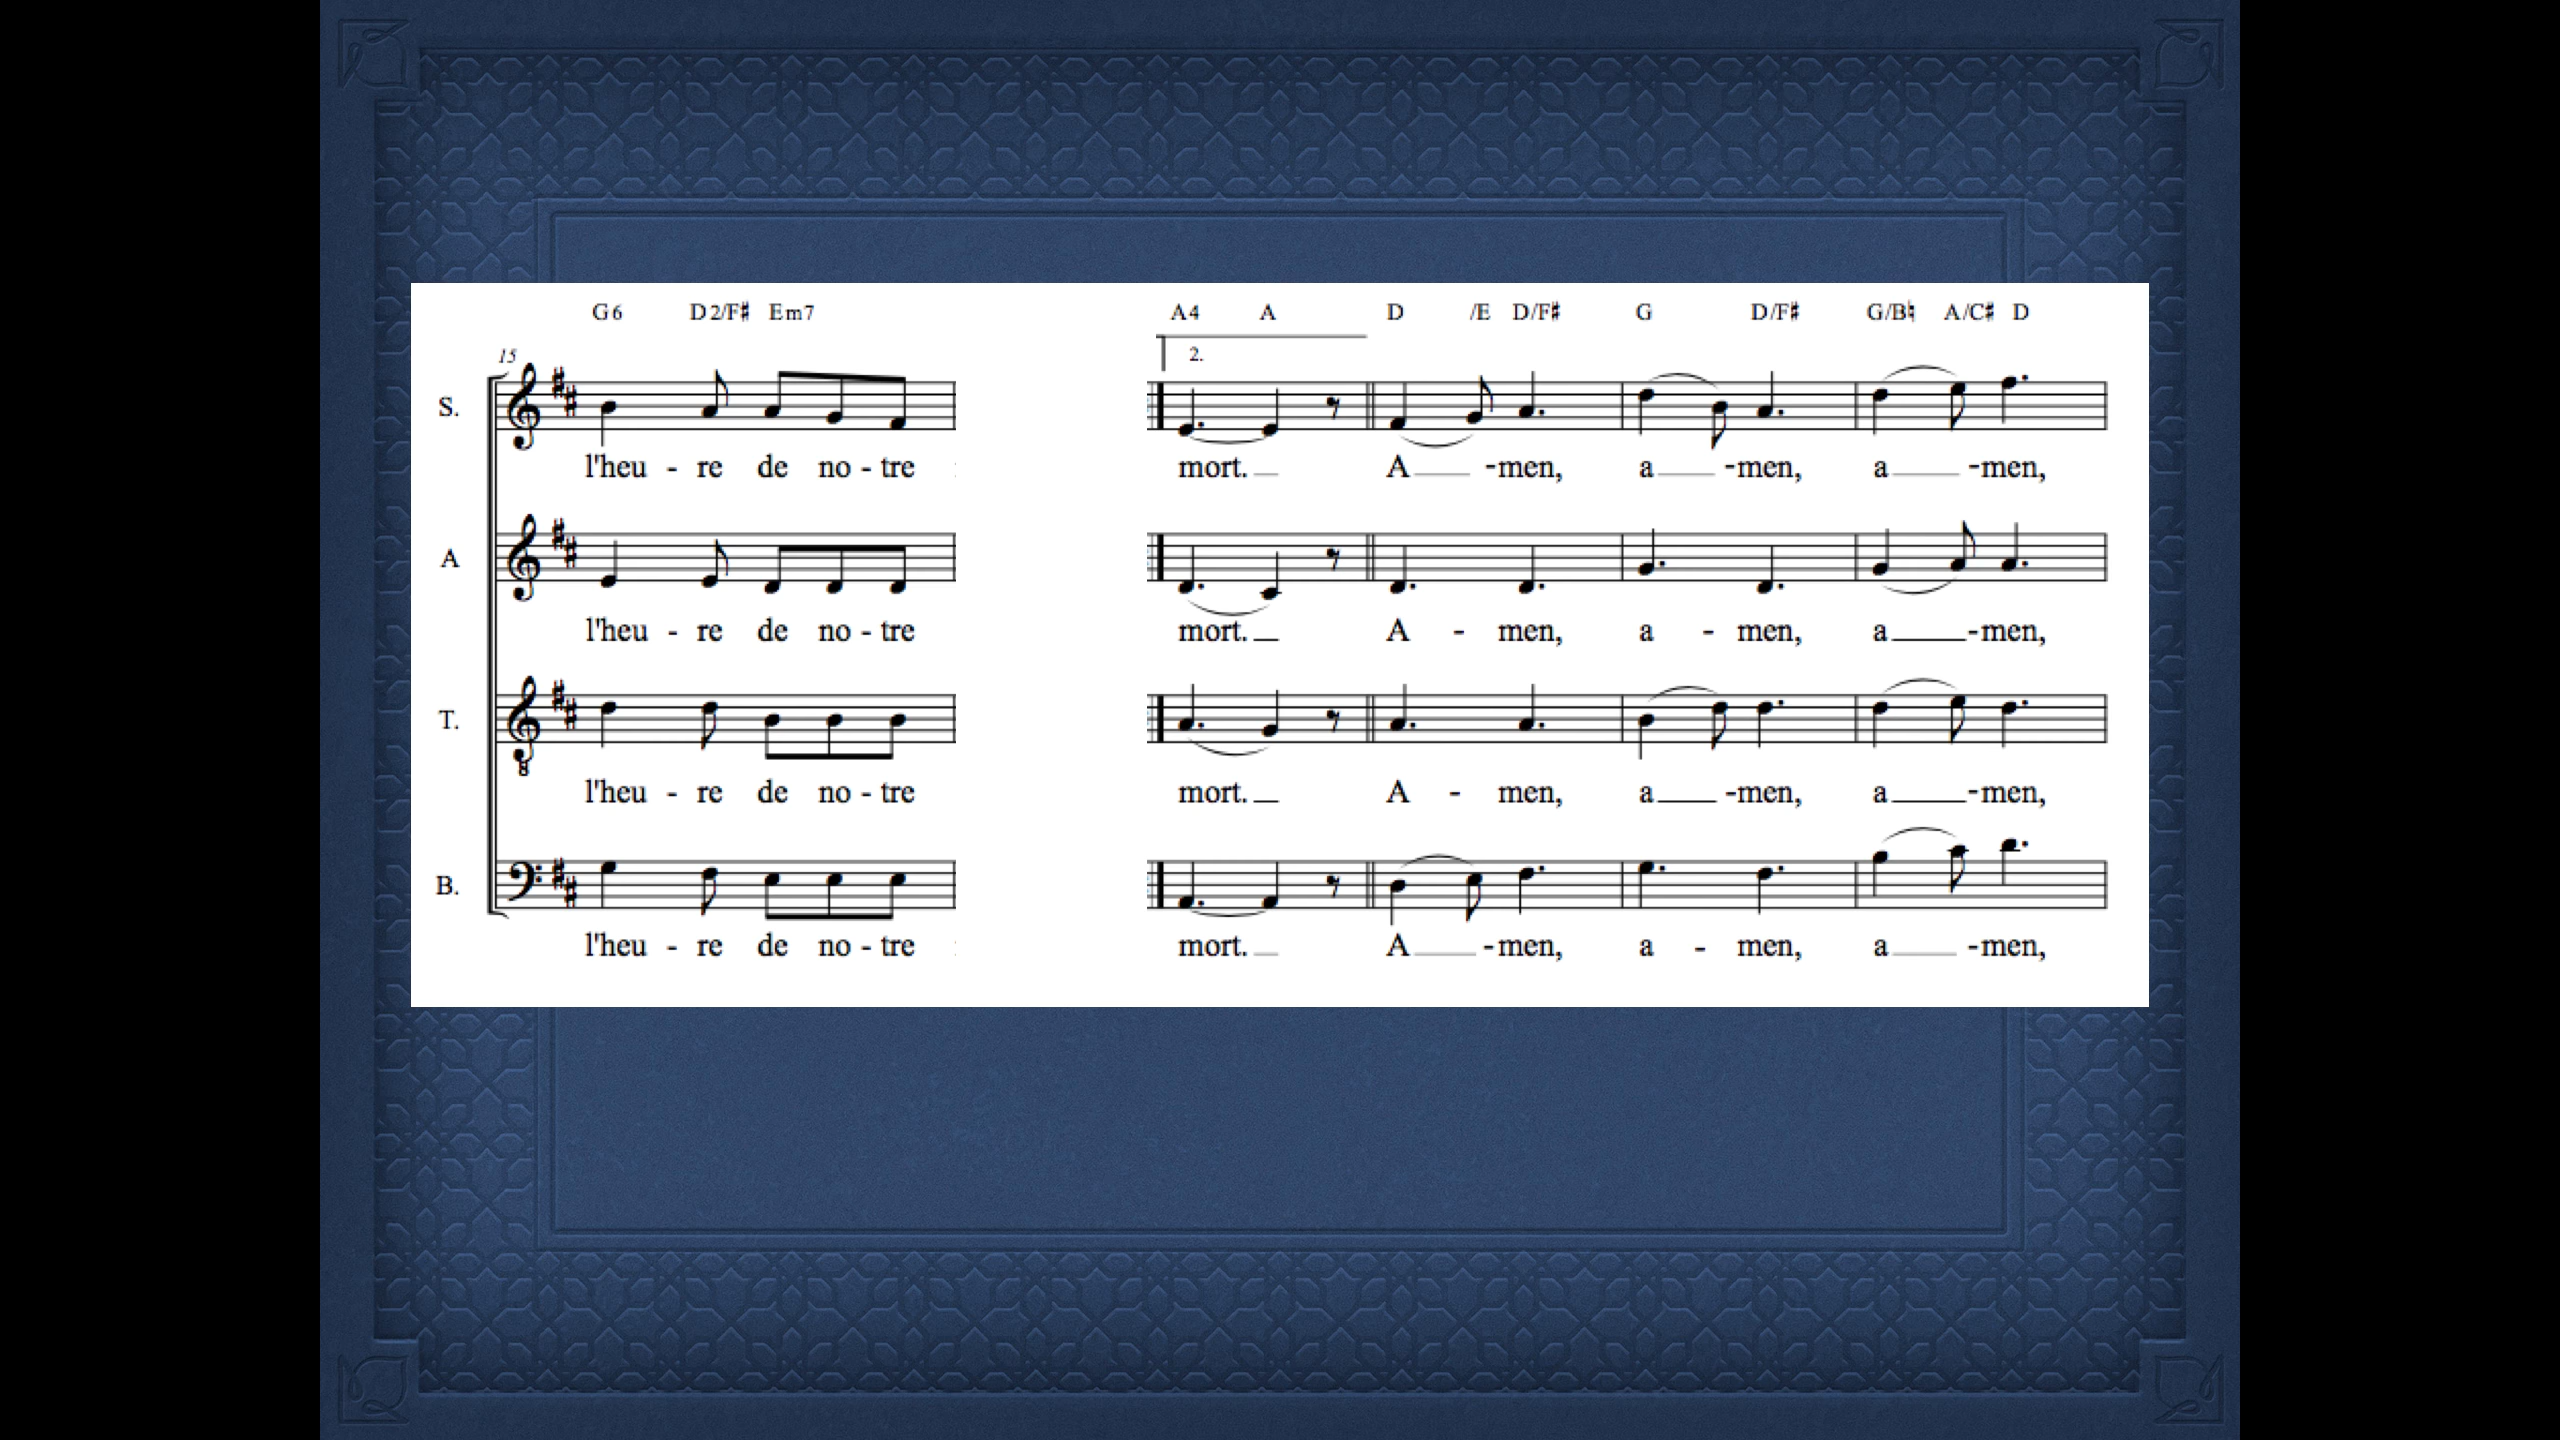 G6 D2/F♯ Em7 A4 A D /E D/F♯ G D/F♯ G/B♮ A/C♯ D
15 2.
S.
l'heu - re de no - tre mort. A -men, a -men, a -men,
A
l'heu - re de no - tre mort. A - men, a - men, a -men,
T.
8
l'heu - re de no - tre mort. A - men, a -men, a -men,
B.
l'heu - re de no - tre mort. A -men, a - men, a -men,